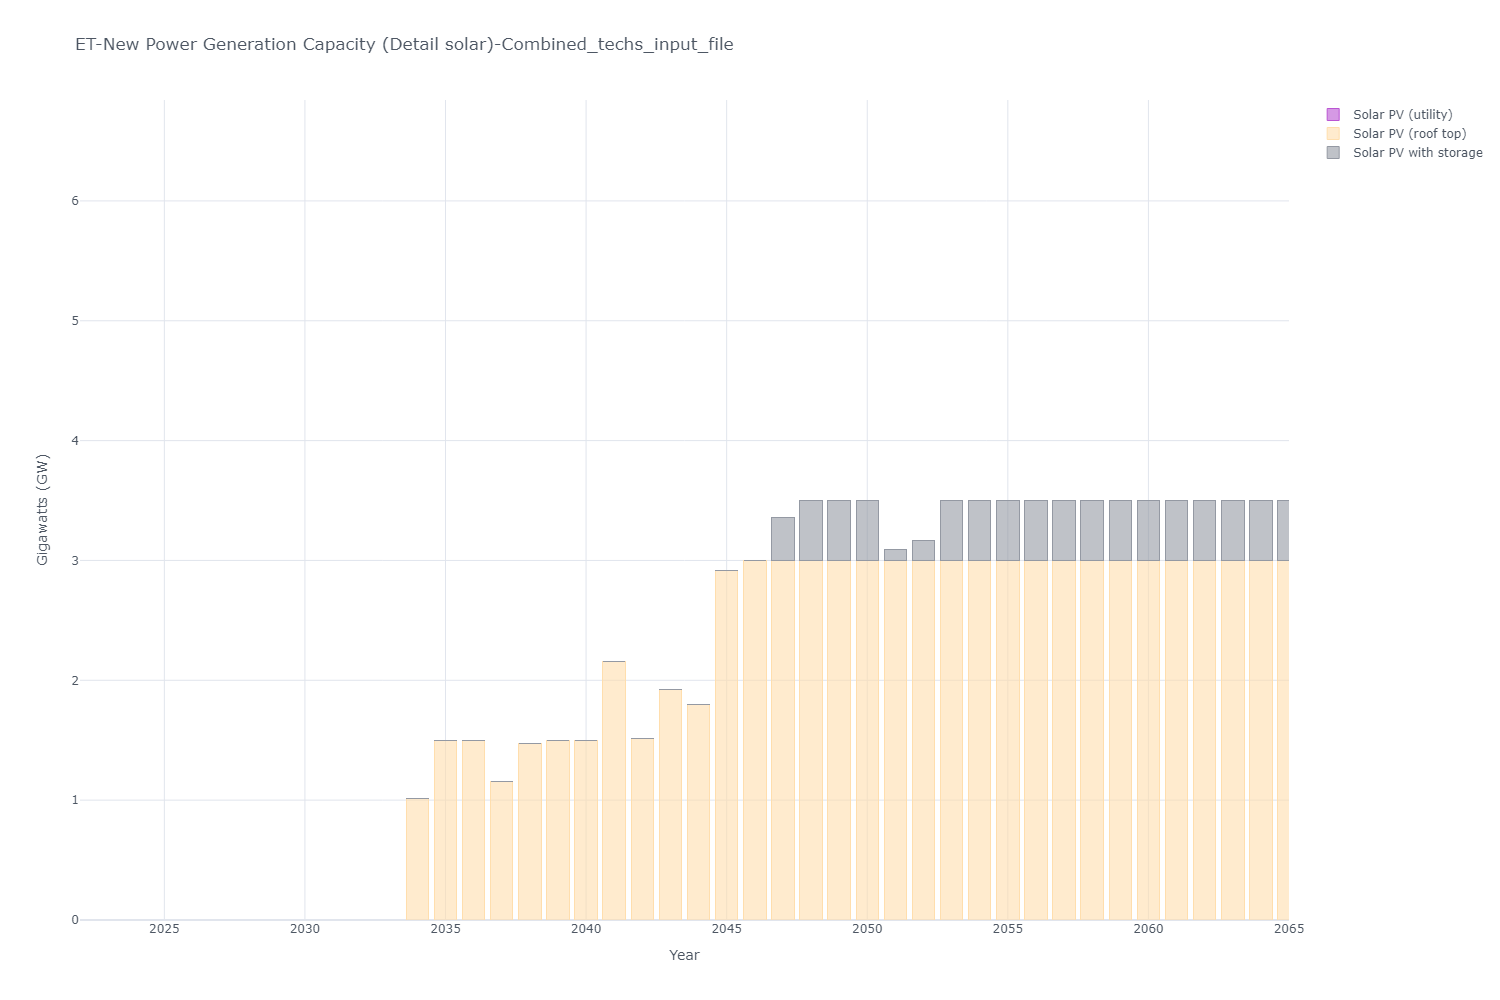 ET-New Power Generation Capacity (Detail solar)-Combined_techs_input_file
Solar PV (utility)
Solar PV (roof top)
Solar PV with storage
Gigawatts (GW)
6
5
4
3
2
1
0
2025 2030 2035 2040 2045 2050 2055 2060 2065
Year